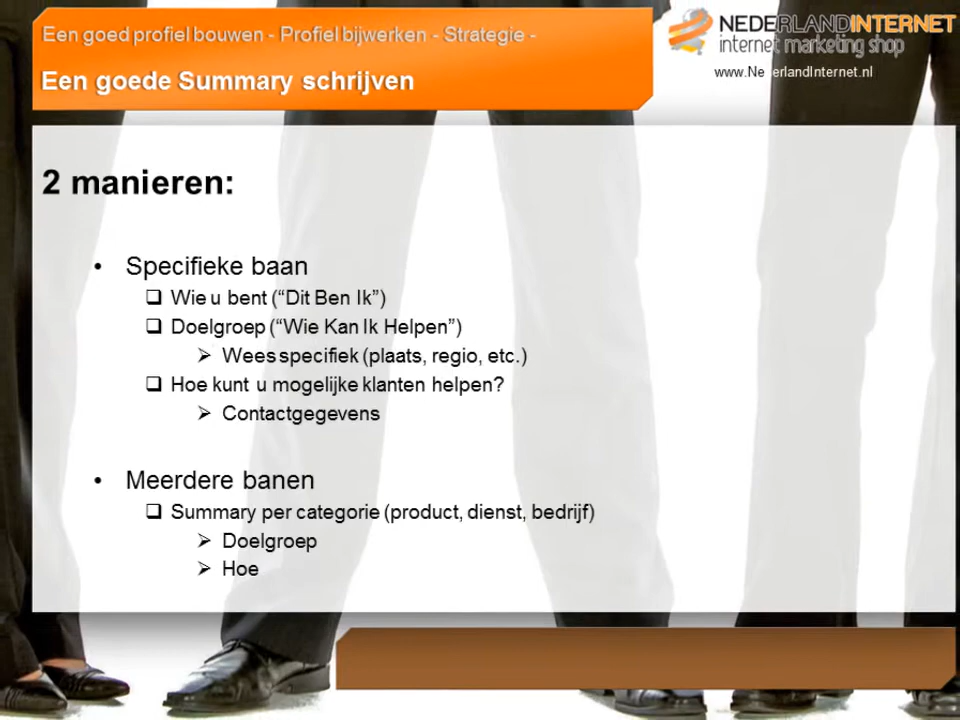 Een goed profiel bouwen - Profiel bijwerken - Strategie -
Een goede Summary schrijven
NEDERLANDINTERNET
internet marketing shop
www.NederlandInternet.nl
2 manieren:
• Specifieke baan
❑ Wie u bent (“Dit Ben Ik”)
❑ Doelgroep (“Wie Kan Ik Helpen”)
➢ Wees specifiek (plaats, regio, etc.)
❑ Hoe kunt u mogelijke klanten helpen?
➢ Contactgegevens
• Meerdere banen
❑ Summary per categorie (product, dienst, bedrijf)
➢ Doelgroep
➢ Hoe